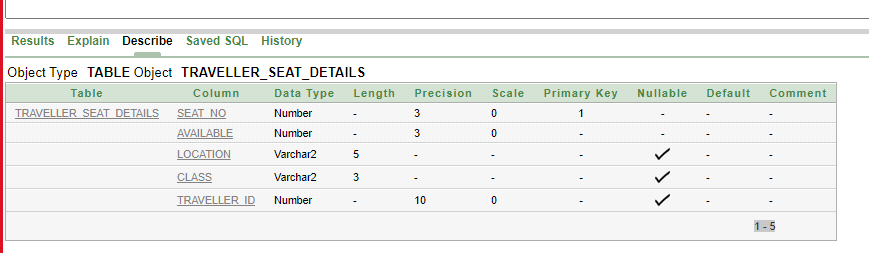 Results Explain Describe Saved SQL History
Object Type TABLE Object TRAVELLER_SEAT_DETAILS
Table Column Data Type Length Precision Scale Primary Key Nullable Default Comment
TRAVELLER_SEAT_DETAILS SEAT_NO Number - 3 0 1 - - -
AVAILABLE Number - 3 0 - - - -
LOCATION Varchar2 5 - - - ✓ - -
CLASS Varchar2 3 - - - ✓ - -
TRAVELLER_ID Number - 10 0 - ✓ - -
1 - 5